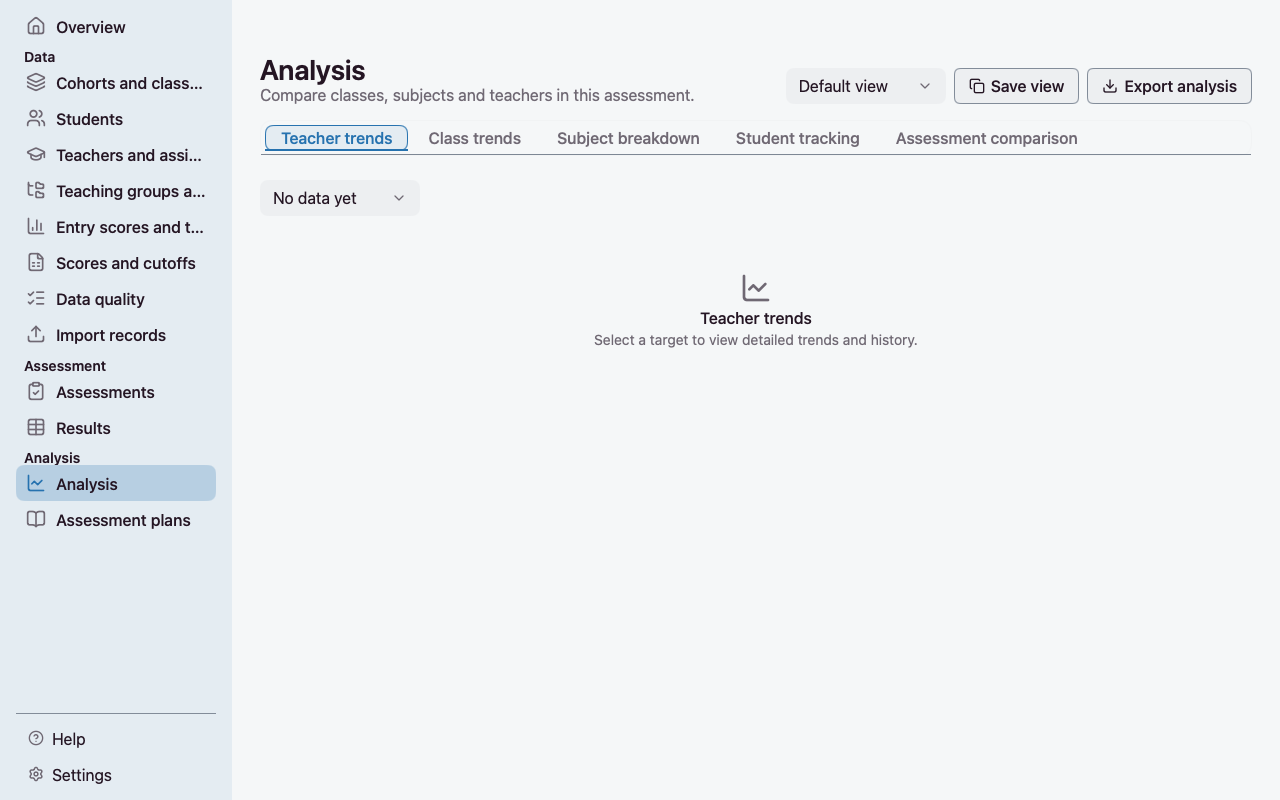 Overview
Data
Cohorts and class...
Students
Teachers and assi...
Teaching groups a...
Entry scores and t...
Scores and cutoffs
Data quality
Import records
Assessment
Assessments
Results
Analysis
Analysis
Assessment plans
Help
Settings
Analysis
Compare classes, subjects and teachers in this assessment.
Default view
Save view
Export analysis
Teacher trends
Class trends
Subject breakdown
Student tracking
Assessment comparison
No data yet
Teacher trends
Select a target to view detailed trends and history.